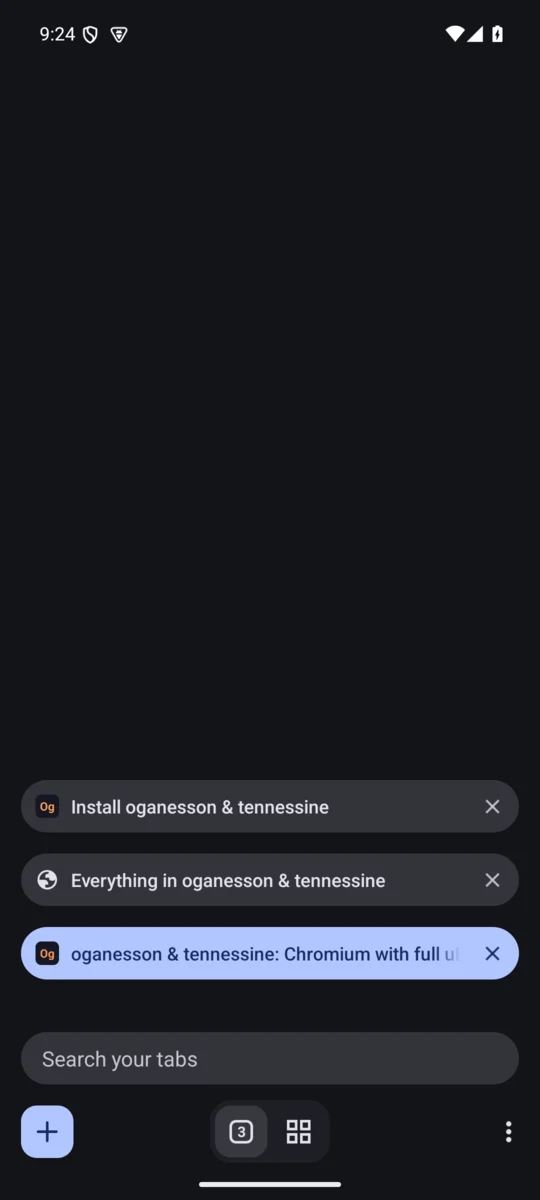 9:24
Og Install oganesson & tennessine
Everything in oganesson & tennessine
Og oganesson & tennessine: Chromium with full
Search your tabs
3